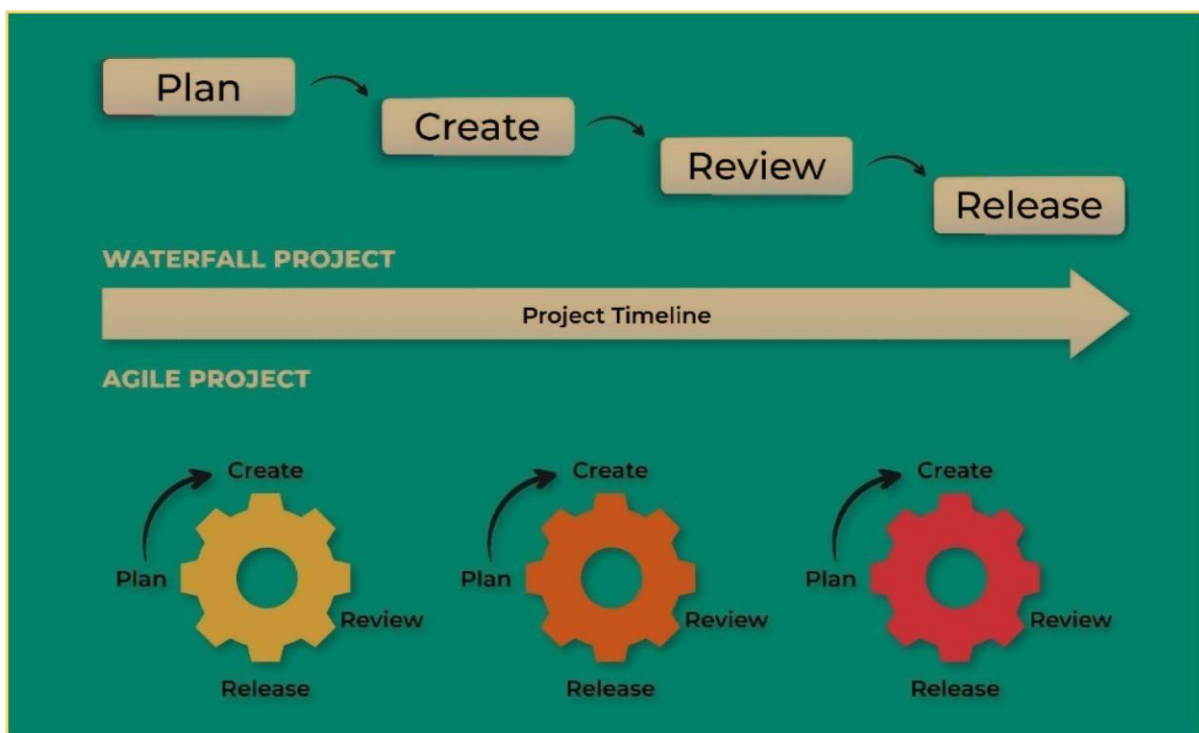 Plan
Create
Review
Release
WATERFALL PROJECT
Project Timeline
AGILE PROJECT
Create
Plan
Review
Release
Create
Plan
Review
Release
Create
Plan
Review
Release